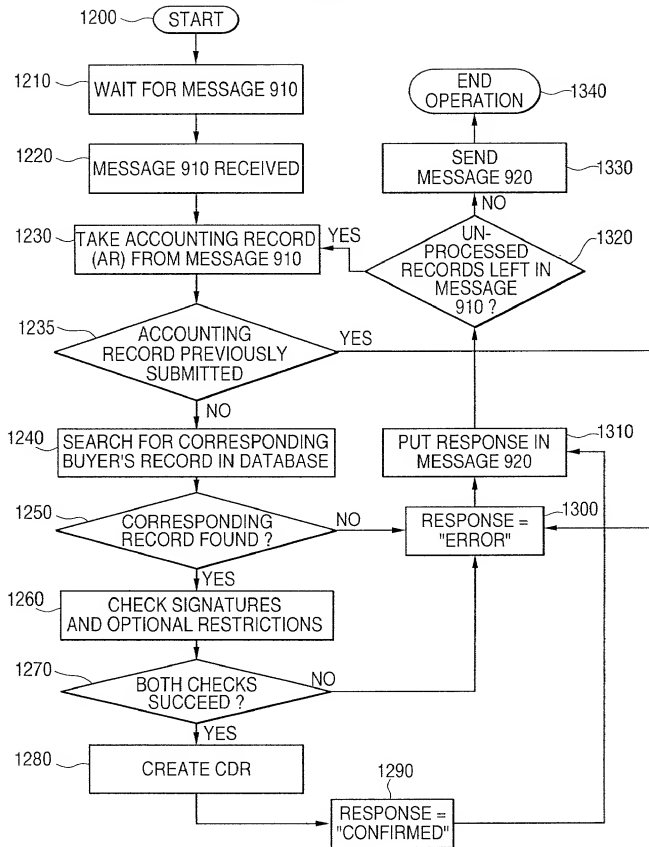 1200
START
1210
WAIT FOR MESSAGE 910
1220
MESSAGE 910 RECEIVED
1230
TAKE ACCOUNTING RECORD
(AR) FROM MESSAGE 910
1235
ACCOUNTING
RECORD PREVIOUSLY
SUBMITTED
YES
NO
1240
SEARCH FOR CORRESPONDING
BUYER'S RECORD IN DATABASE
1250
CORRESPONDING
RECORD FOUND ?
NO
YES
1260
CHECK SIGNATURES
AND OPTIONAL RESTRICTIONS
1270
BOTH CHECKS
SUCCEED ?
NO
YES
1280
CREATE CDR
1290
RESPONSE =
"CONFIRMED"
1300
RESPONSE =
"ERROR"
1310
PUT RESPONSE IN
MESSAGE 920
1320
UN-
PROCESSED
RECORDS LEFT IN
MESSAGE
910 ?
YES
NO
1330
SEND
MESSAGE 920
1340
END
OPERATION